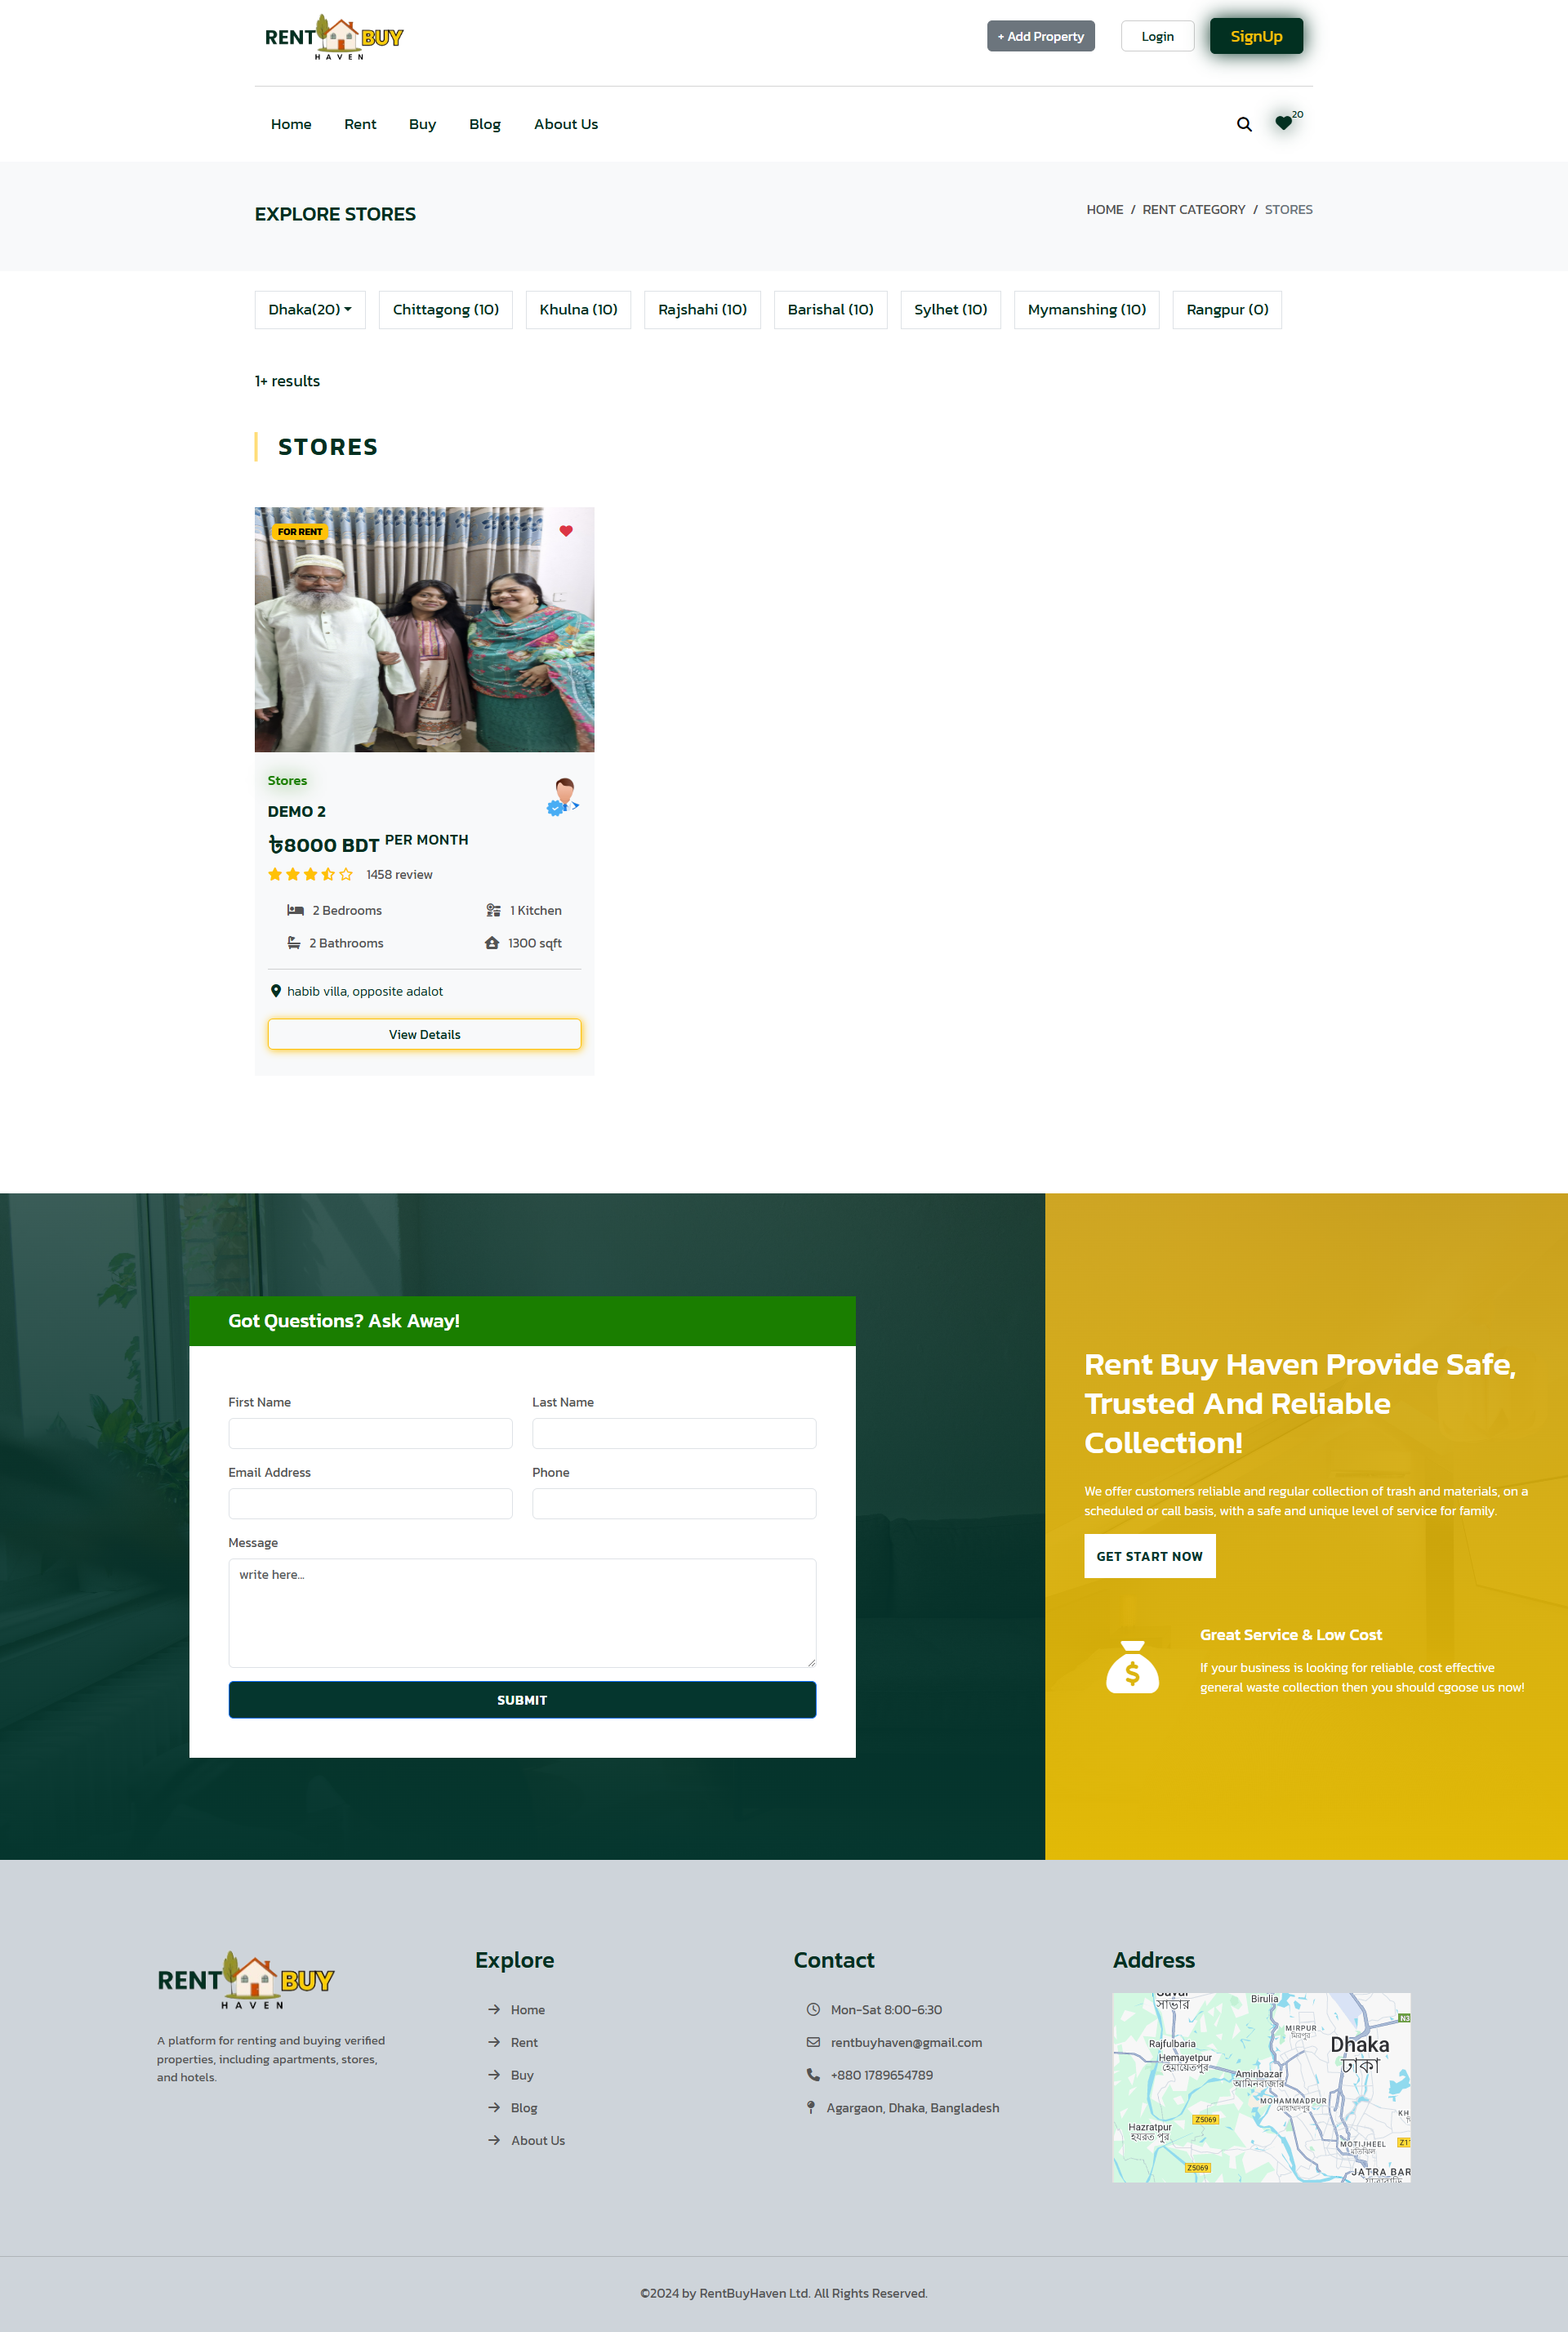 RENT BUY
HAVEN
+ Add Property
Login
SignUp
Home
Rent
Buy
Blog
About Us
20
EXPLORE STORES
HOME / RENT CATEGORY / STORES
Dhaka(20)
Chittagong (10)
Khulna (10)
Rajshahi (10)
Barishal (10)
Sylhet (10)
Mymanshing (10)
Rangpur (0)
1+ results
STORES
FOR RENT
Stores
DEMO 2
৳8000 BDT PER MONTH
1458 review
2 Bedrooms
1 Kitchen
2 Bathrooms
1300 sqft
habib villa, opposite adalot
View Details
Got Questions? Ask Away!
First Name
Last Name
Email Address
Phone
Message
write here...
SUBMIT
Rent Buy Haven Provide Safe,
Trusted And Reliable
Collection!
We offer customers reliable and regular collection of trash and materials, on a
scheduled or call basis, with a safe and unique level of service for family.
GET START NOW
Great Service & Low Cost
If your business is looking for reliable, cost effective
general waste collection then you should cgoose us now!
RENT BUY
HAVEN
A platform for renting and buying verified
properties, including apartments, stores,
and hotels.
Explore
Home
Rent
Buy
Blog
About Us
Contact
Mon-Sat 8:00-6:30
rentbuyhaven@gmail.com
+880 1789654789
Agargaon, Dhaka, Bangladesh
Address
Savar
সাভার
Birulia
MIRPUR
মিরপুর
Dhaka
ঢাকা
Rajfulbaria
Hemayetpur
হেমায়েতপুর
Aminbazar
আমিনবাজার
MOHAMMADPUR
মোহাম্মদপুর
Z5069
Hazratpur
হযরত পুর
MOTIJHEEL
মতিঝিল
Z5069
JATRA BAR
©2024 by RentBuyHaven Ltd. All Rights Reserved.